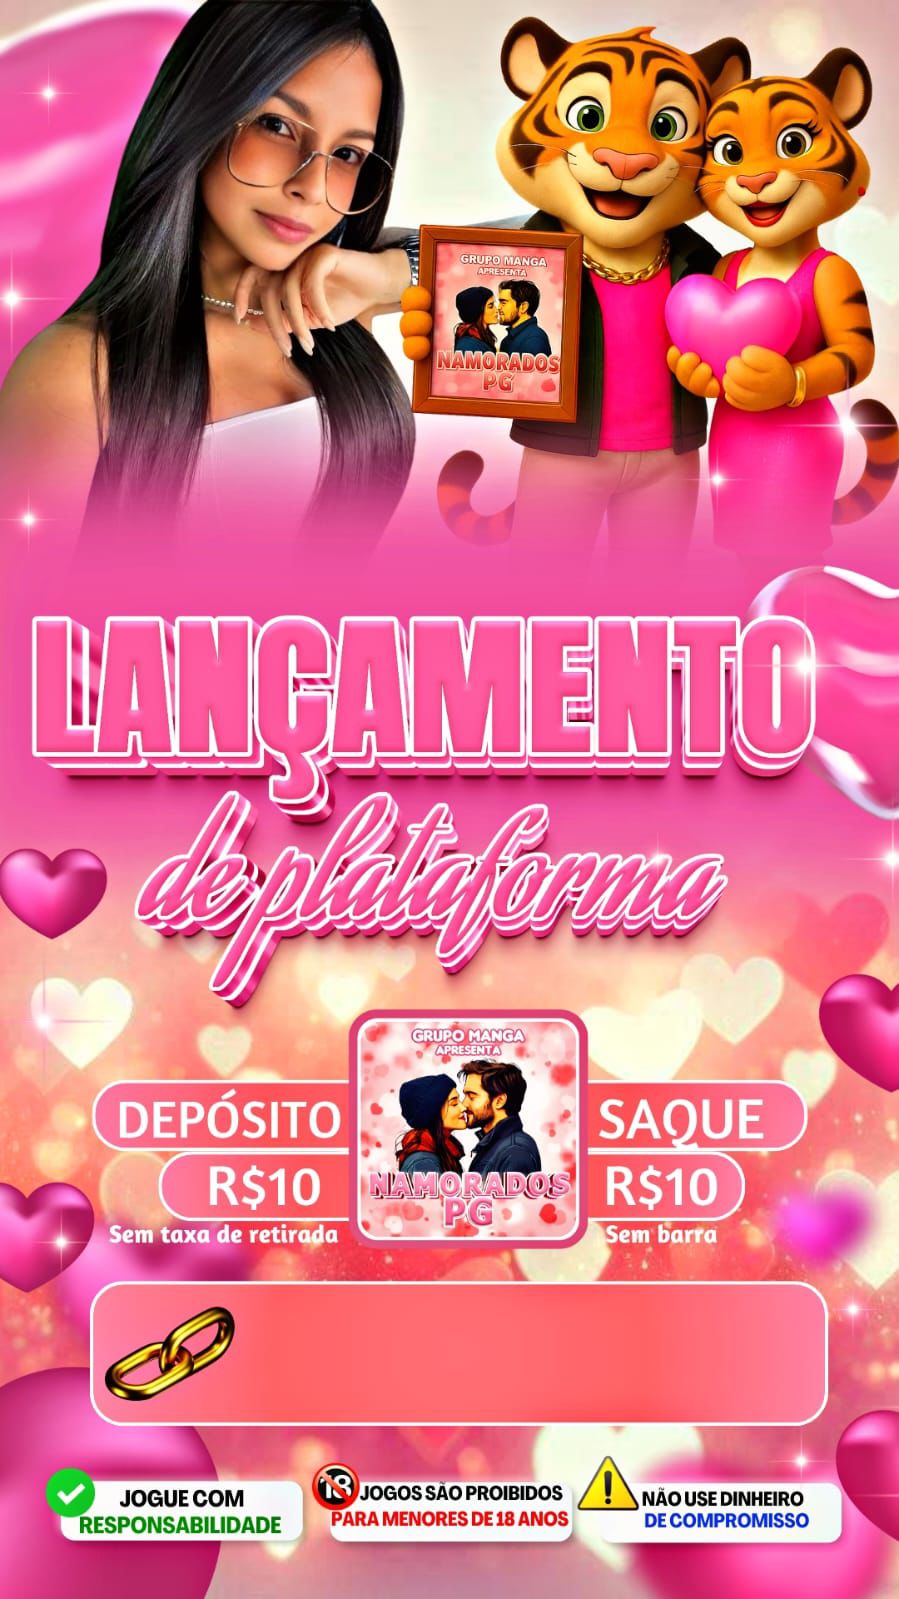 GRUPO MANGA
APRESENTA
NAMORADOS
PG
LANÇAMENTO
de plataforma
GRUPO MANGA
APRESENTA
NAMORADOS
PG
DEPÓSITO
R$10
Sem taxa de retirada
SAQUE
R$10
Sem barra
JOGUE COM
RESPONSABILIDADE
18
JOGOS SÃO PROIBIDOS
PARA MENORES DE 18 ANOS
NÃO USE DINHEIRO
DE COMPROMISSO